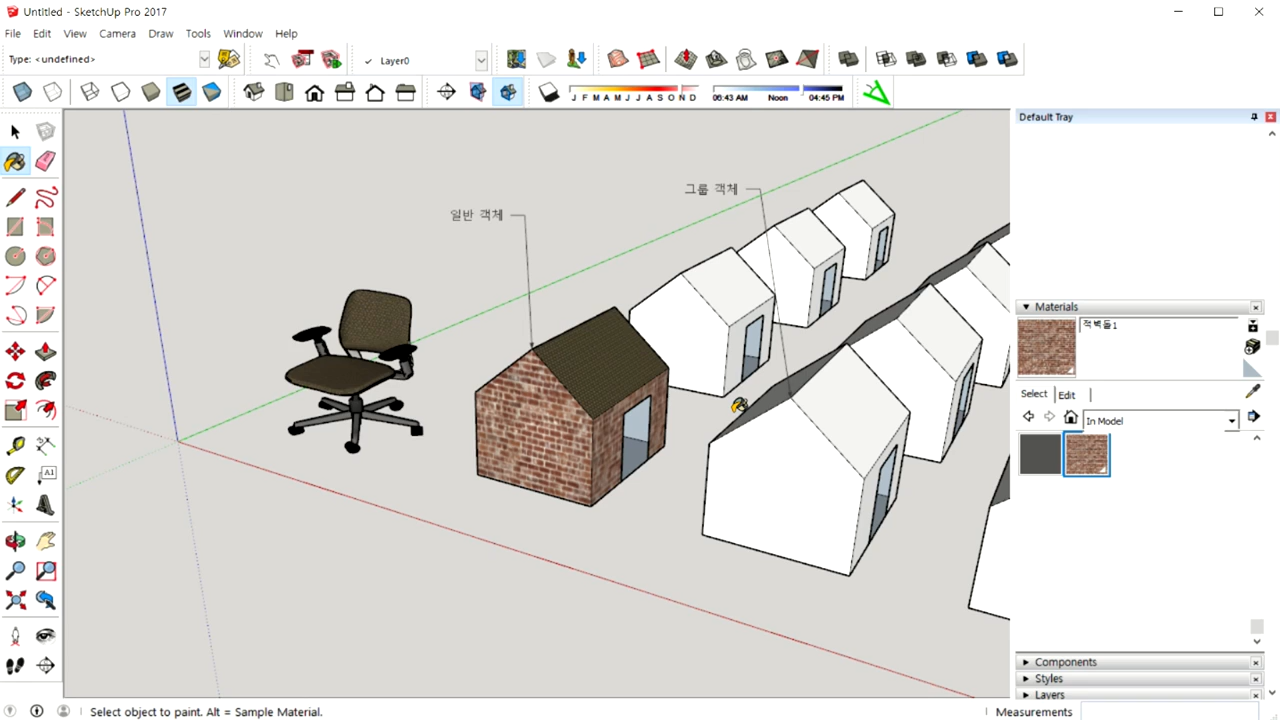 Untitled - SketchUp Pro 2017
File Edit View Camera Draw Tools Window Help
Type: <undefined>
Layer0
J F M A M J J A S O N D
06:43 AM Noon 04:45 PM
Default Tray
그룹 객체
일반 객체
Materials
적벽돌1
Select Edit
In Model
A1
Components
Styles
Layers
Select object to paint. Alt = Sample Material.
Measurements